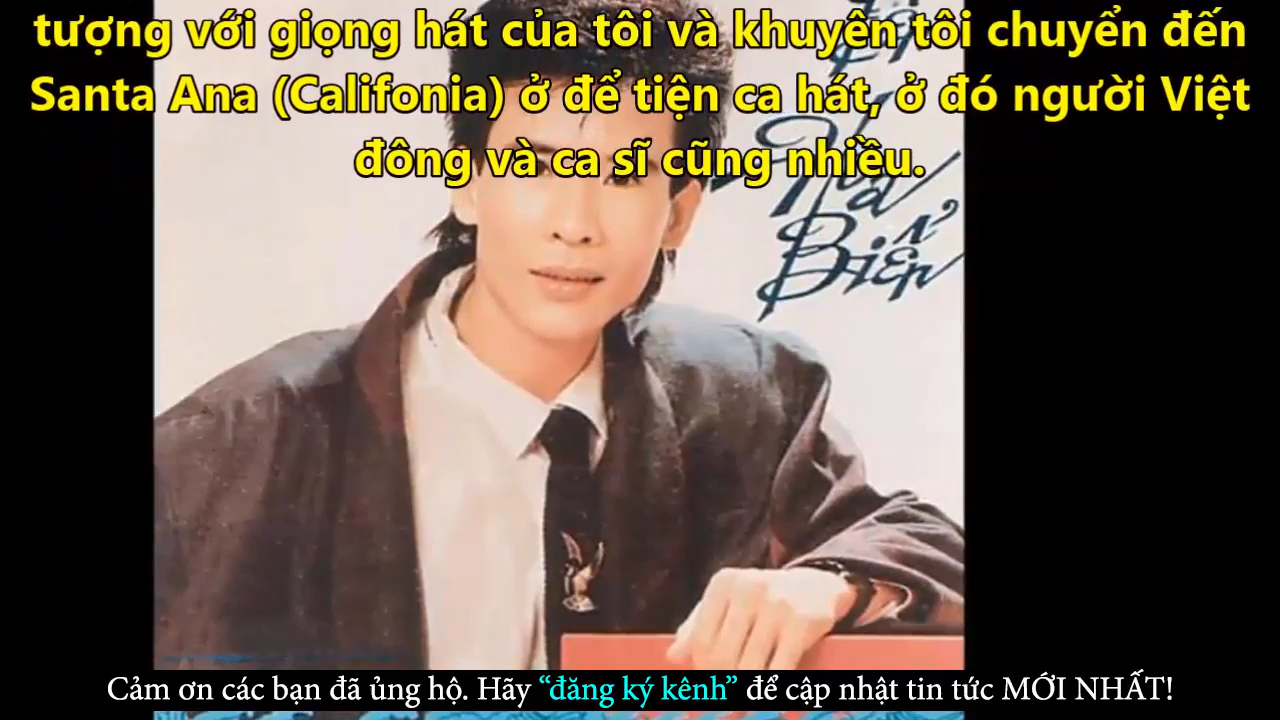 tượng với giọng hát của tôi và khuyên tôi chuyển đến
Santa Ana (Califonia) ở để tiện ca hát, ở đó người Việt
đông và ca sĩ cũng nhiều.
Biển
Cảm ơn các bạn đã ủng hộ. Hãy “đăng ký kênh” để cập nhật tin tức MỚI NHẤT!